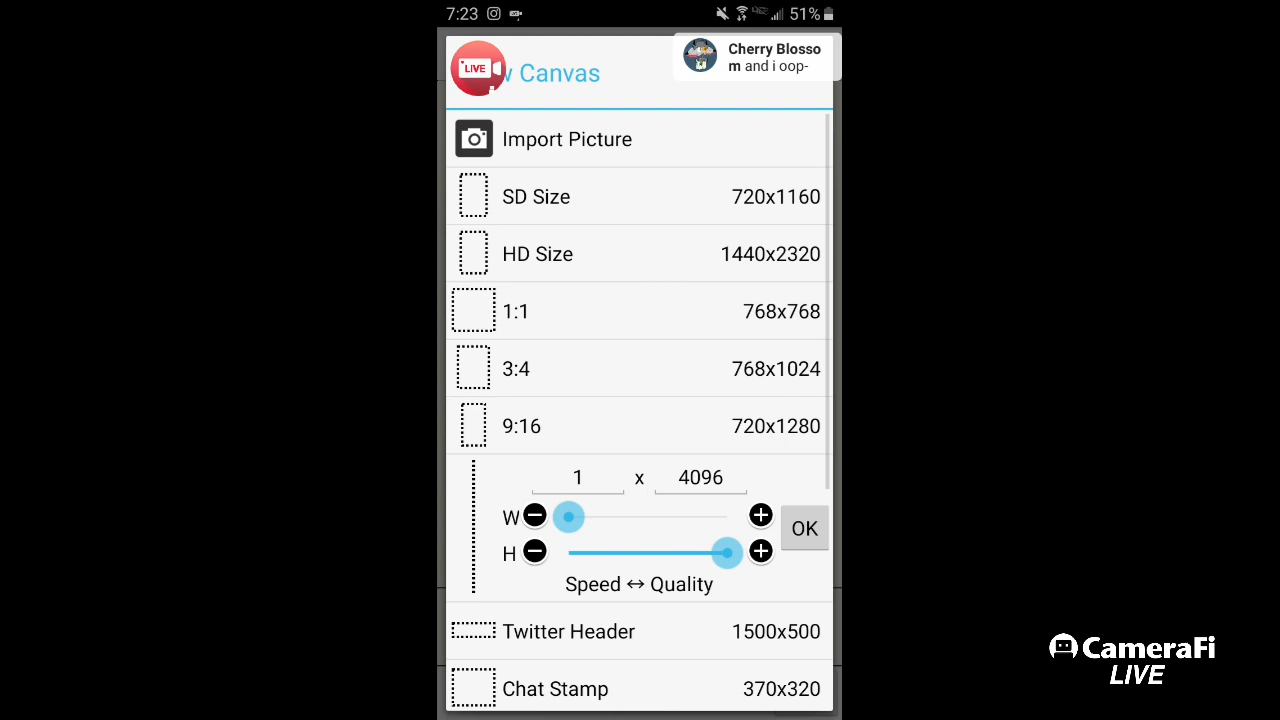 7:23
51%
LIVE
Canvas
Cherry Blosso
m and i oop-
Import Picture
SD Size 720x1160
HD Size 1440x2320
1:1 768x768
3:4 768x1024
9:16 720x1280
1 x 4096
W
OK
H
Speed ↔ Quality
Twitter Header 1500x500
Chat Stamp 370x320
CameraFi
LIVE